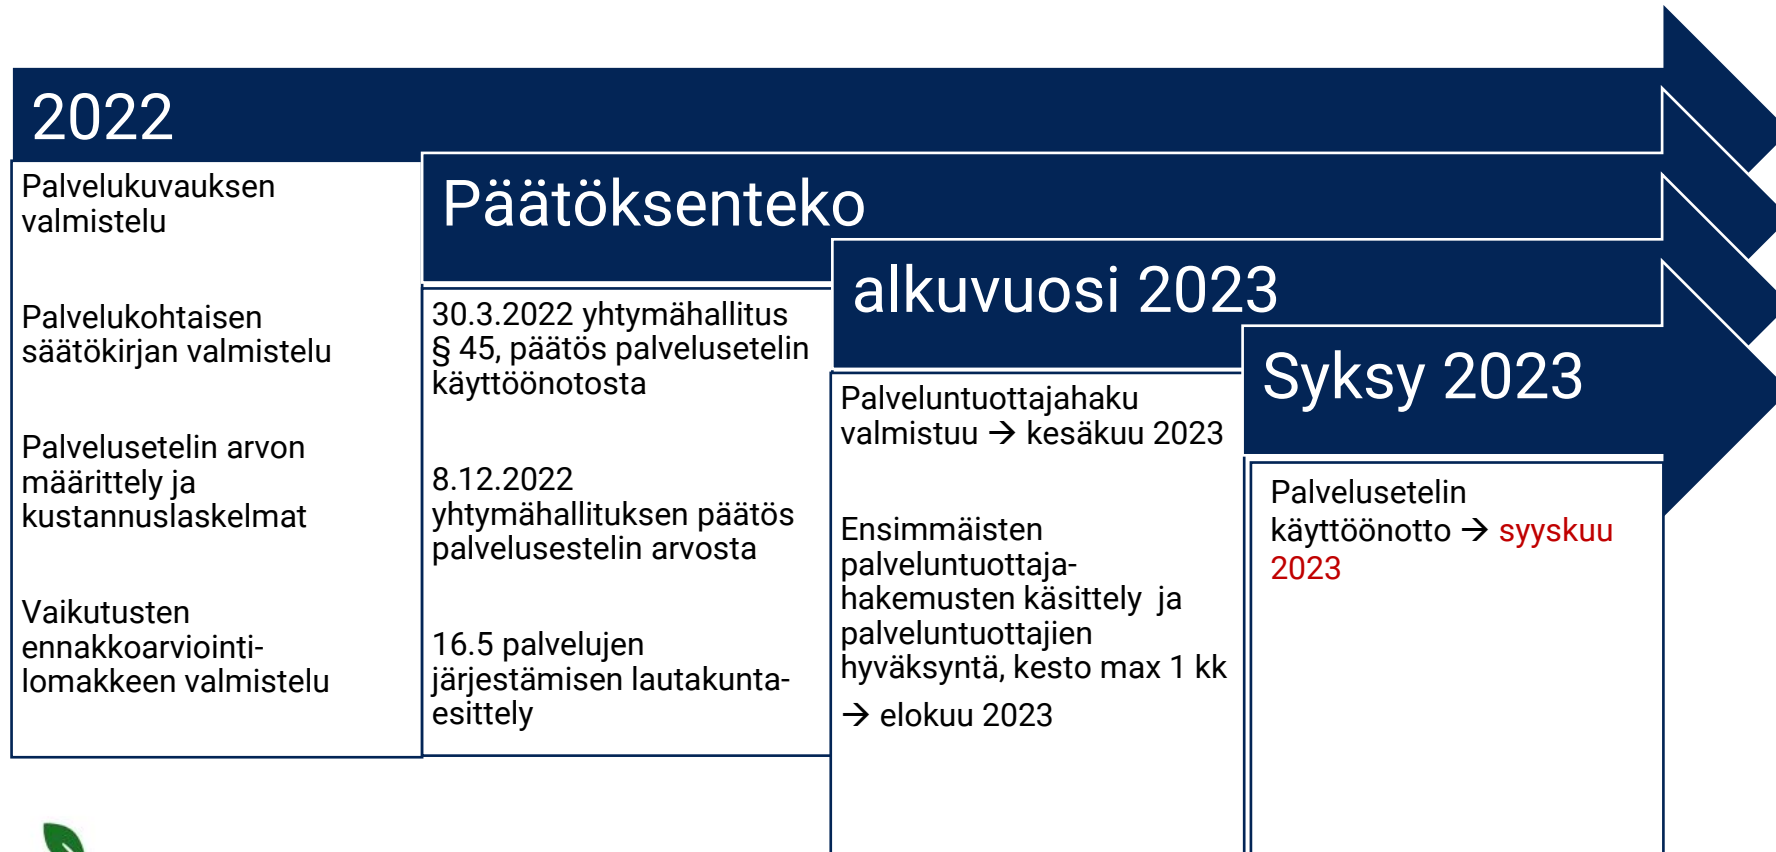 2022
Palvelukuvauksen
valmistelu
Palvelukohtaisen
säätökirjan valmistelu
Palvelusetelin arvon
määrittely ja
kustannuslaskelmat
Vaikutusten
ennakkoarviointi-
lomakkeen valmistelu
Päätöksenteko
30.3.2022 yhtymähallitus
§ 45, päätös palvelusetelin
käyttöönotosta
8.12.2022
yhtymähallituksen päätös
palvelusestelin arvosta
16.5 palvelujen
järjestämisen lautakunta-
esittely
alkuvuosi 2023
Palveluntuottajahaku
valmistuu → kesäkuu 2023
Ensimmäisten
palveluntuottaja-
hakemusten käsittely ja
palveluntuottajien
hyväksyntä, kesto max 1 kk
→ elokuu 2023
Syksy 2023
Palvelusetelin
käyttöönotto → syyskuu
2023